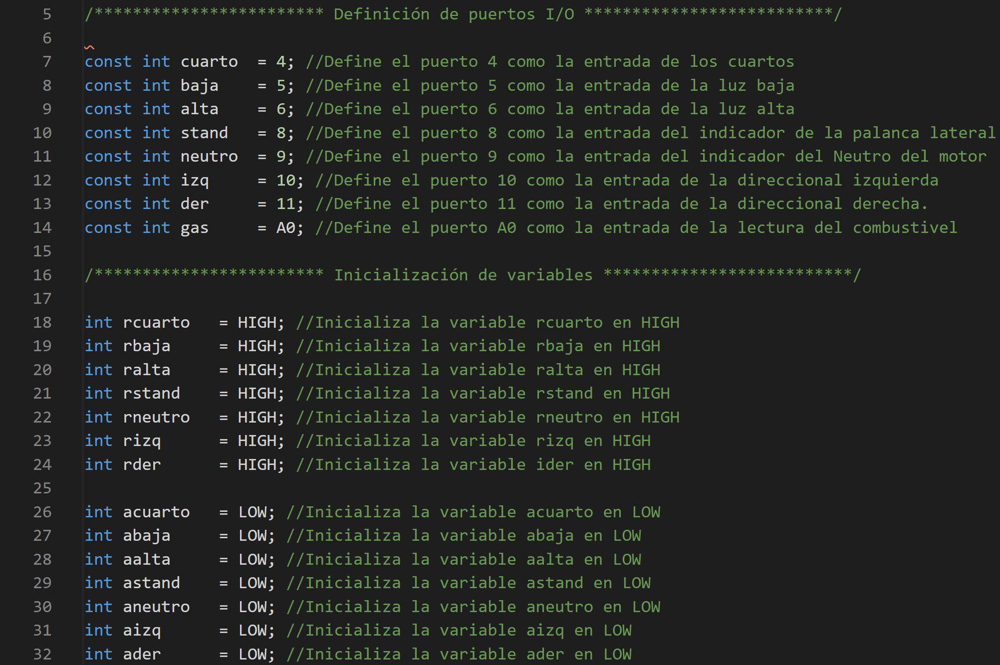 5 /************************ Definición de puertos I/O **************************/
6
7 const int cuarto  = 4; //Define el puerto 4 como la entrada de los cuartos
8 const int baja    = 5; //Define el puerto 5 como la entrada de la luz baja
9 const int alta    = 6; //Define el puerto 6 como la entrada de la luz alta
10 const int stand   = 8; //Define el puerto 8 como la entrada del indicador de la palanca lateral
11 const int neutro  = 9; //Define el puerto 9 como la entrada del indicador del Neutro del motor
12 const int izq     = 10; //Define el puerto 10 como la entrada de la direccional izquierda
13 const int der     = 11; //Define el puerto 11 como la entrada de la direccional derecha.
14 const int gas     = A0; //Define el puerto A0 como la entrada de la lectura del combustivel
15
16 /************************ Inicialización de variables **************************/
17
18 int rcuarto   = HIGH; //Inicializa la variable rcuarto en HIGH
19 int rbaja     = HIGH; //Inicializa la variable rbaja en HIGH
20 int ralta     = HIGH; //Inicializa la variable ralta en HIGH
21 int rstand    = HIGH; //Inicializa la variable rstand en HIGH
22 int rneutro   = HIGH; //Inicializa la variable rneutro en HIGH
23 int rizq      = HIGH; //Inicializa la variable rizq en HIGH
24 int rder      = HIGH; //Inicializa la variable ider en HIGH
25
26 int acuarto   = LOW; //Inicializa la variable acuarto en LOW
27 int abaja     = LOW; //Inicializa la variable abaja en LOW
28 int aalta     = LOW; //Inicializa la variable aalta en LOW
29 int astand    = LOW; //Inicializa la variable astand en LOW
30 int aneutro   = LOW; //Inicializa la variable aneutro en LOW
31 int aizq      = LOW; //Inicializa la variable aizq en LOW
32 int ader      = LOW; //Inicializa la variable ader en LOW